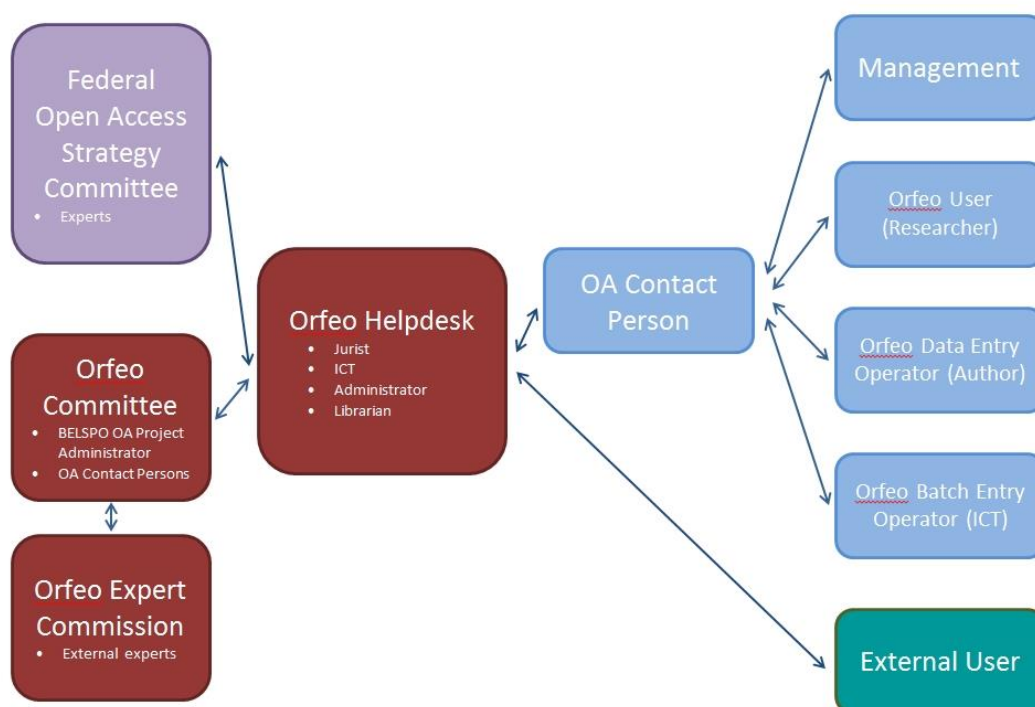 Federal
Open Access
Strategy
Committee
• Experts
Orfeo
Committee
• BELSPO OA Project
Administrator
• OA Contact Persons
Orfeo Expert
Commission
• External experts
Orfeo Helpdesk
• Jurist
• ICT
• Administrator
• Librarian
OA Contact
Person
Management
Orfeo User
(Researcher)
Orfeo Data Entry
Operator (Author)
Orfeo Batch Entry
Operator (ICT)
External User